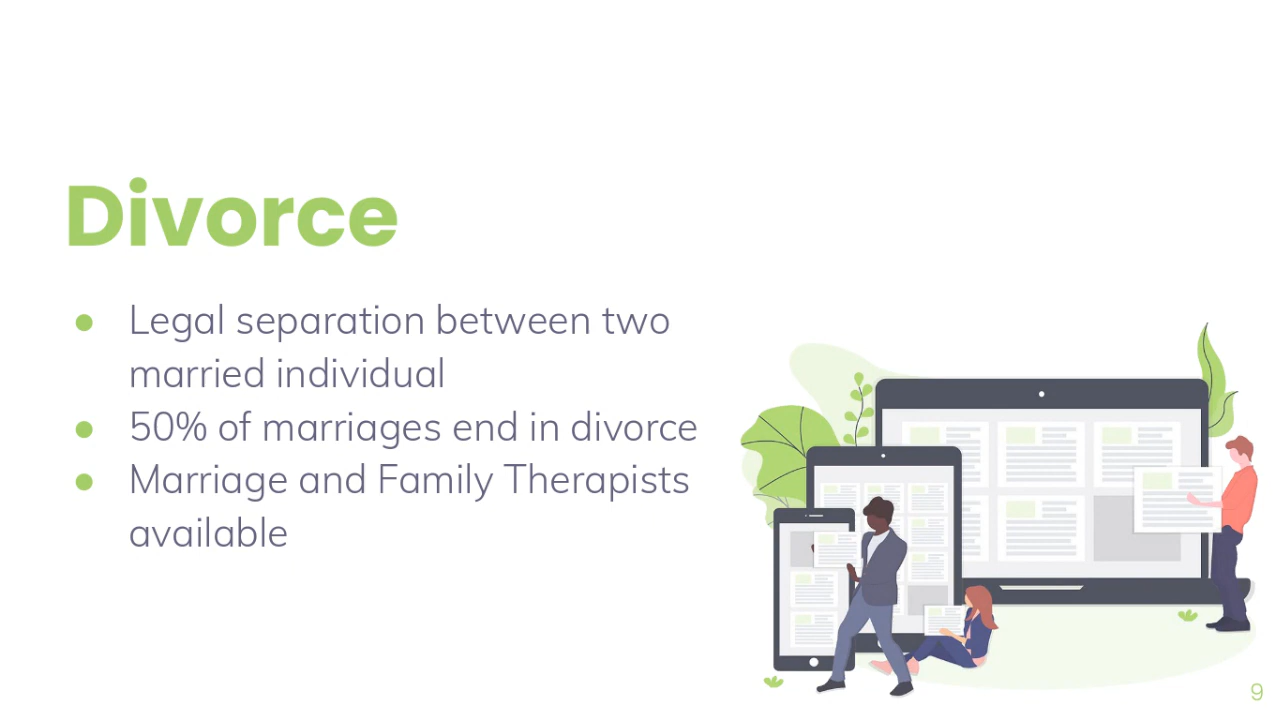 Divorce
● Legal separation between two
married individual
● 50% of marriages end in divorce
● Marriage and Family Therapists
available
9